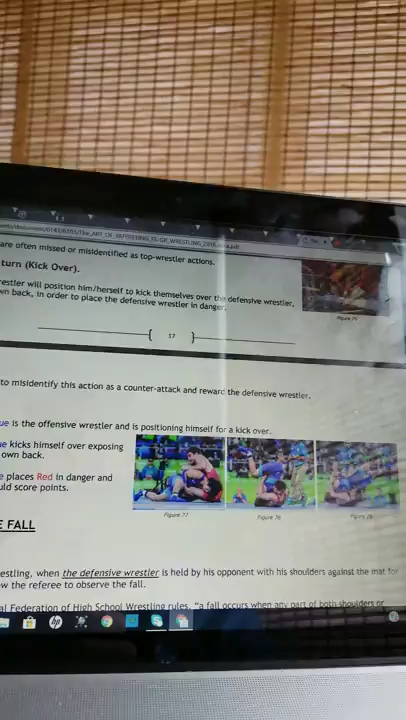 are often missed or misidentified as top-wrestler actions.
turn (Kick Over).
restler will position him/herself to kick themselves over the defensive wrestler,
wn back, in order to place the defensive wrestler in danger.
Figure 75
57
to misidentify this action as a counter-attack and reward the defensive wrestler.
ue is the offensive wrestler and is positioning himself for a kick over.
ue kicks himself over exposing
own back.
e places Red in danger and
uld score points.
Figure 77
Figure 76
E FALL
estling, when the defensive wrestler is held by his opponent with his shoulders against the mat for
w the referee to observe the fall.
al Federation of High School Wrestling rules, "a fall occurs when any part of both shoulders or
hp